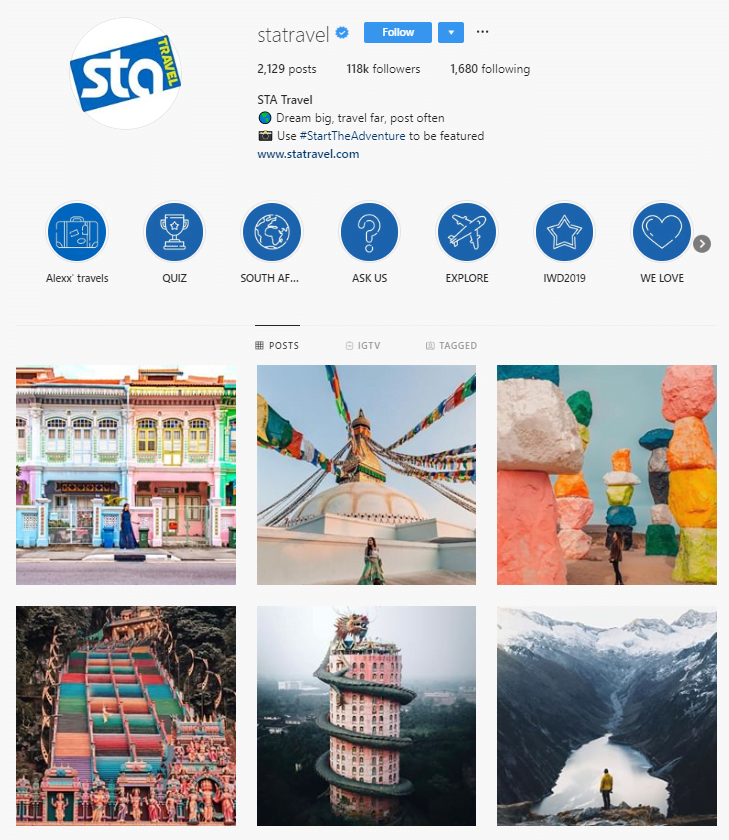 sta TRAVEL
statravel Follow
2,129 posts 118k followers 1,680 following
STA Travel
Dream big, travel far, post often
Use #StartTheAdventure to be featured
www.statravel.com
Alexx' travels QUIZ SOUTH AF... ASK US EXPLORE IWD2019 WE LOVE
POSTS IGTV TAGGED